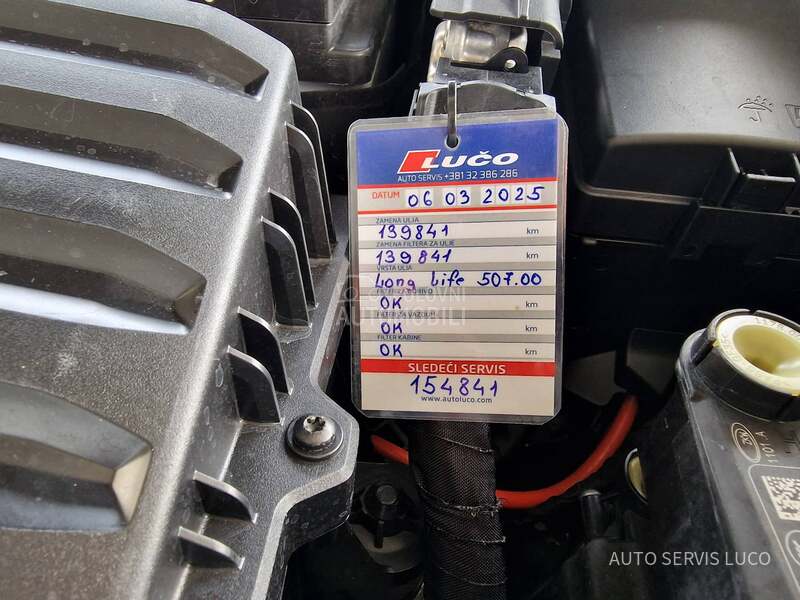 LUČO
AUTO SERVIS +381 32 386 286
DATUM 06 03 2025
ZAMENA ULJA
139841 km
ZAMENA FILTERA ZA ULJE
139841 km
VRSTA ULJA
Long Life 507.00
OK km
FILTER ZA VAZDUH
OK km
FILTER KABINE
OK km
SLEDEĆI SERVIS
154841
www.autoluco.com
101 A
AUTO SERVIS LUCO